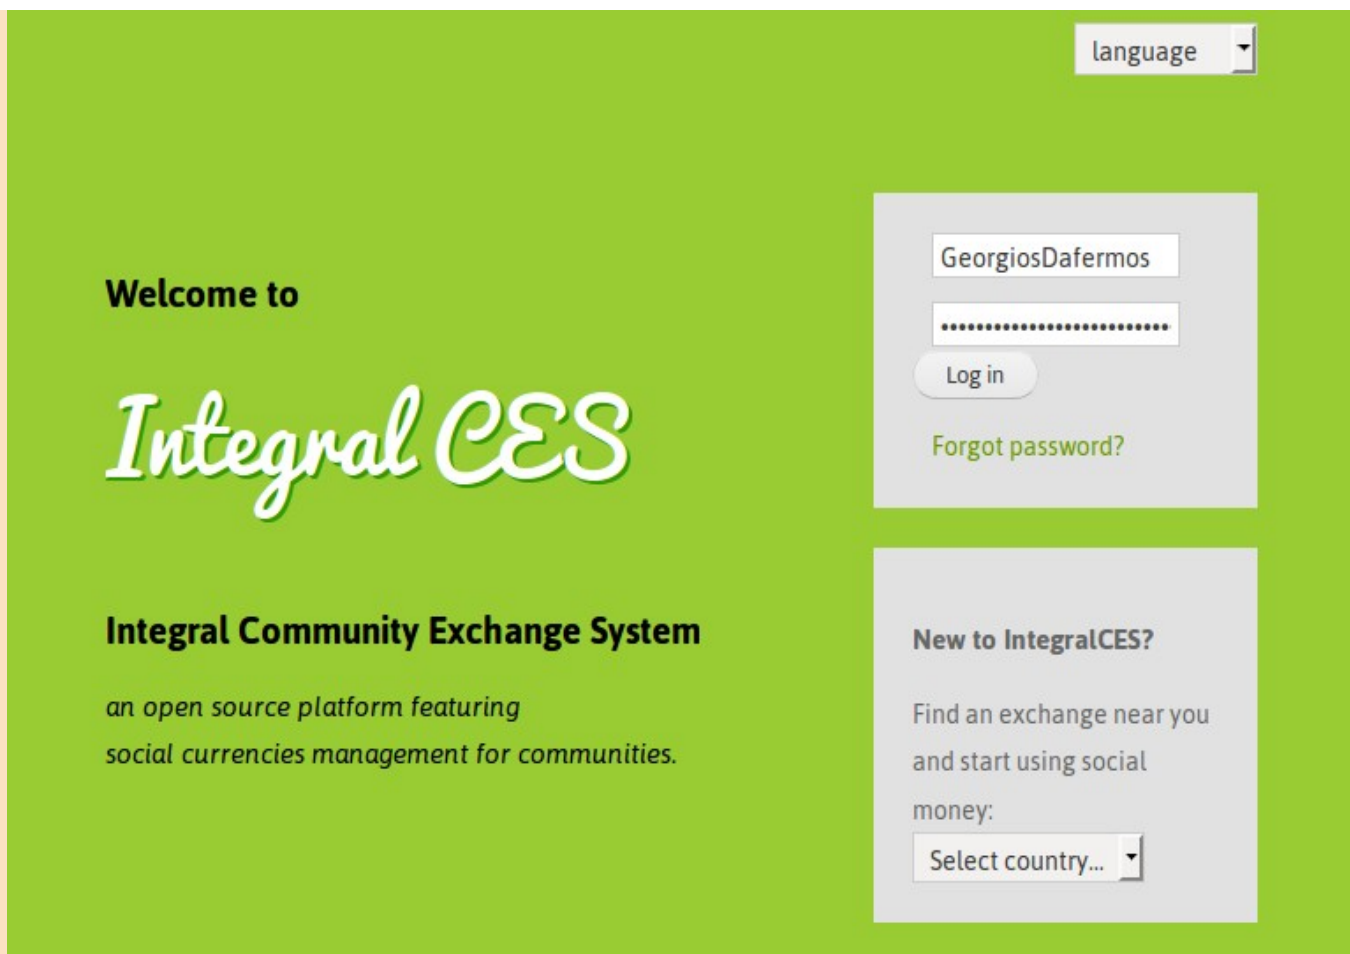 language
GeorgiosDafermos
••••••••••••••••••••••••••
Log in
Forgot password?
Welcome to
Integral CES
Integral Community Exchange System
an open source platform featuring
social currencies management for communities.
New to IntegralCES?
Find an exchange near you
and start using social
money:
Select country...